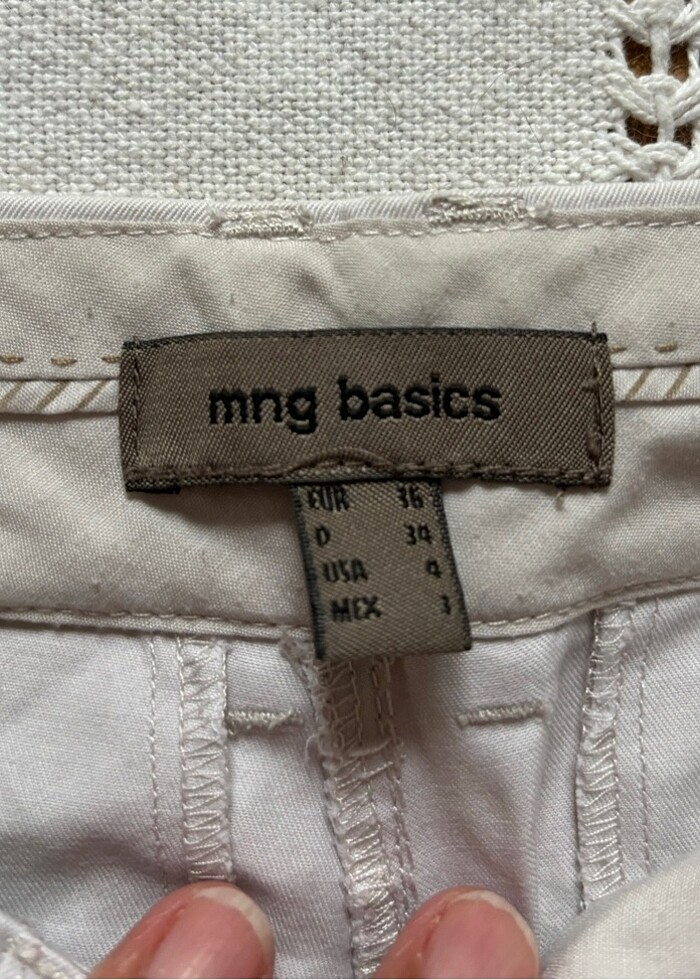 mng basics
EUR 36
D 34
USA 4
MEX 3